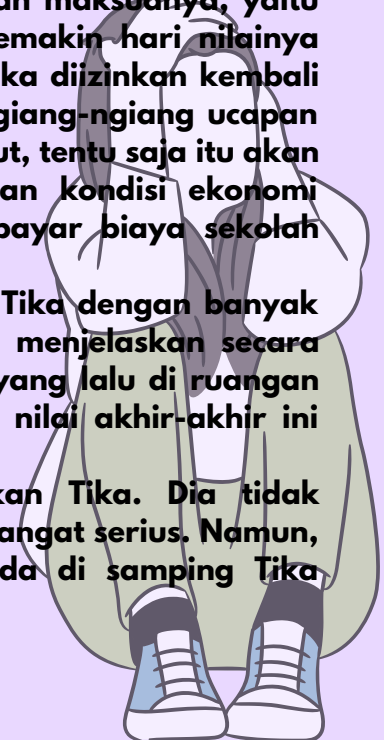 maksudnya, yaitu
emakin hari nilainya
ka diizinkan kembali
giang-ngiang ucapan
ut, tentu saja itu akan
an kondisi ekonomi
bayar biaya sekolah
Tika dengan banyak
menjelaskan secara
yang lalu di ruangan
nilai akhir-akhir ini
kan Tika. Dia tidak
angat serius. Namun,
da di samping Tika